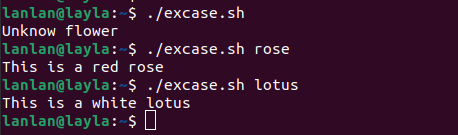 lanlan@layla:~$ ./excase.sh
Unknow flower
lanlan@layla:~$ ./excase.sh rose
This is a red rose
lanlan@layla:~$ ./excase.sh lotus
This is a white lotus
lanlan@layla:~$